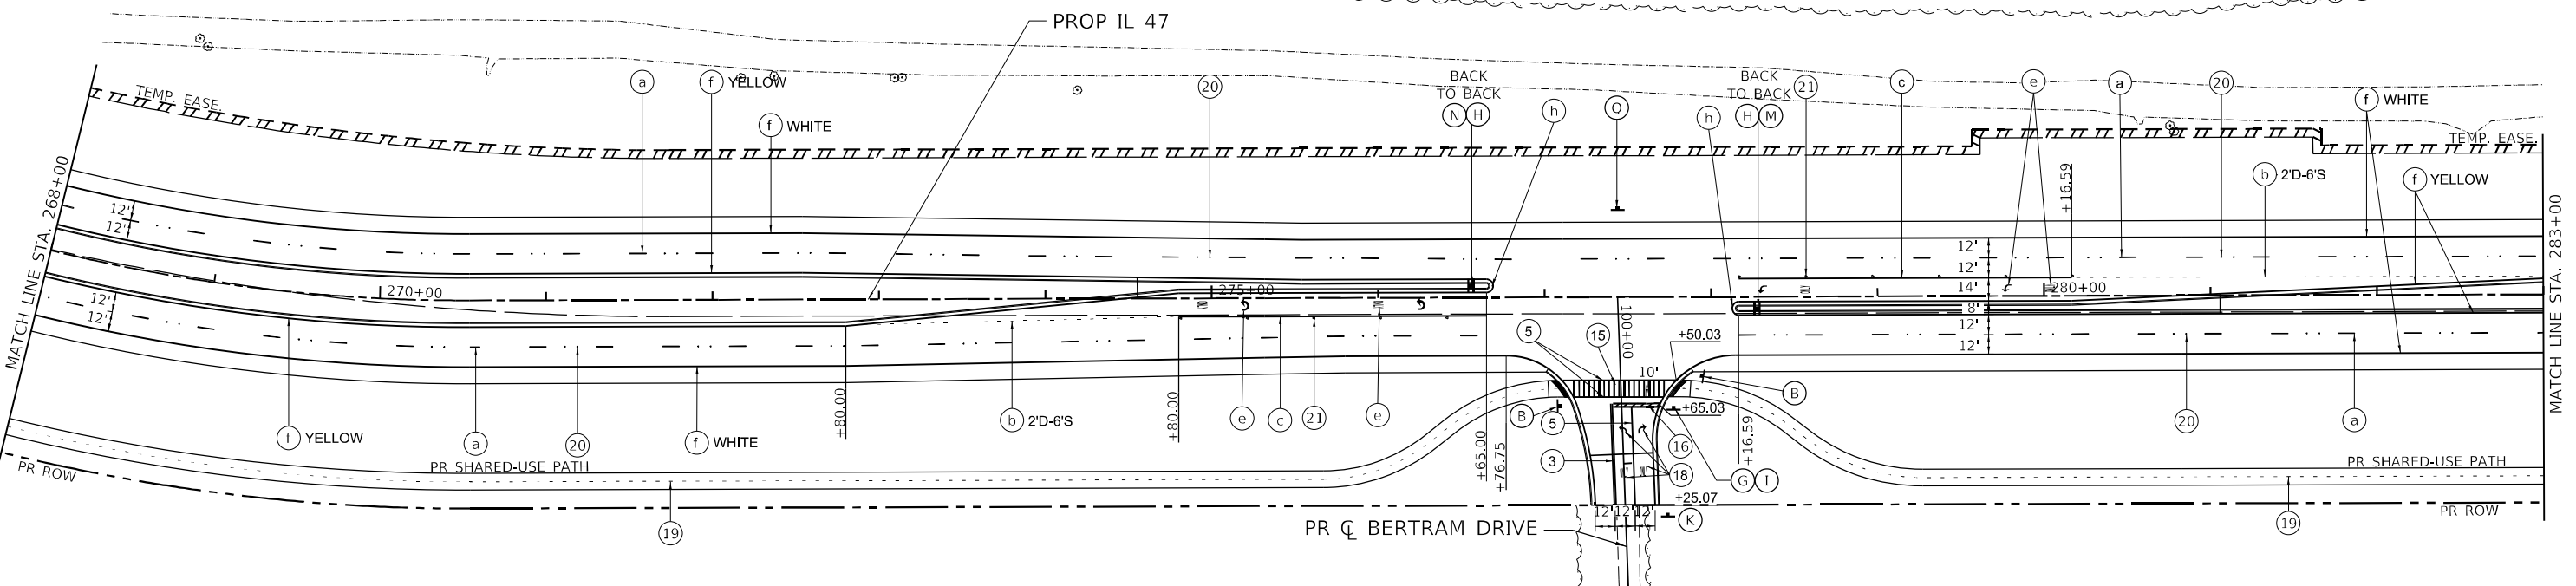 PROP IL 47
TEMP. EASE.
a
f YELLOW
f WHITE
20
BACK
TO BACK
N H
h
Q
h
BACK
TO BACK
H M
21
c
e
a
20
f WHITE
TEMP. EASE.
+16.59
b 2'D-6'S
f YELLOW
MATCH LINE STA. 268+00
12'
12'
12'
12'
270+00
275+00
280+00
12'
12'
14'
8'
12'
12'
MATCH LINE STA. 283+00
100+00
5
15
+50.03
10'
B
B
+65.03
5
16
3
18
G I
+25.07
K
12' 12' 12'
+80.00
+80.00
+65.00
+76.75
+16.59
f YELLOW
a
20
f WHITE
b 2'D-6'S
e
c
21
e
20
a
PR SHARED-USE PATH
PR SHARED-USE PATH
PR ROW
PR ROW
19
19
PR ℄ BERTRAM DRIVE